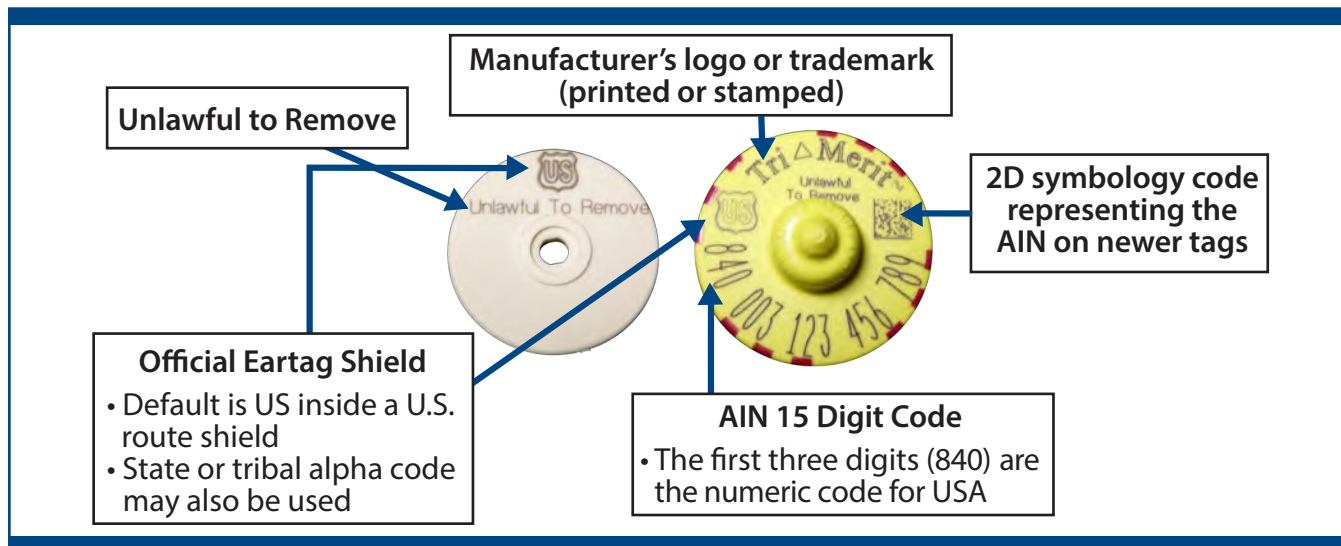 Manufacturer’s logo or trademark
(printed or stamped)
Unlawful to Remove
US
Unlawful To Remove
Tri △ Merit™
Unlawful
To Remove
US
840 003 123 456 789
2D symbology code
representing the
AIN on newer tags
Official Eartag Shield
• Default is US inside a U.S.
route shield
• State or tribal alpha code
may also be used
AIN 15 Digit Code
• The first three digits (840) are
the numeric code for USA